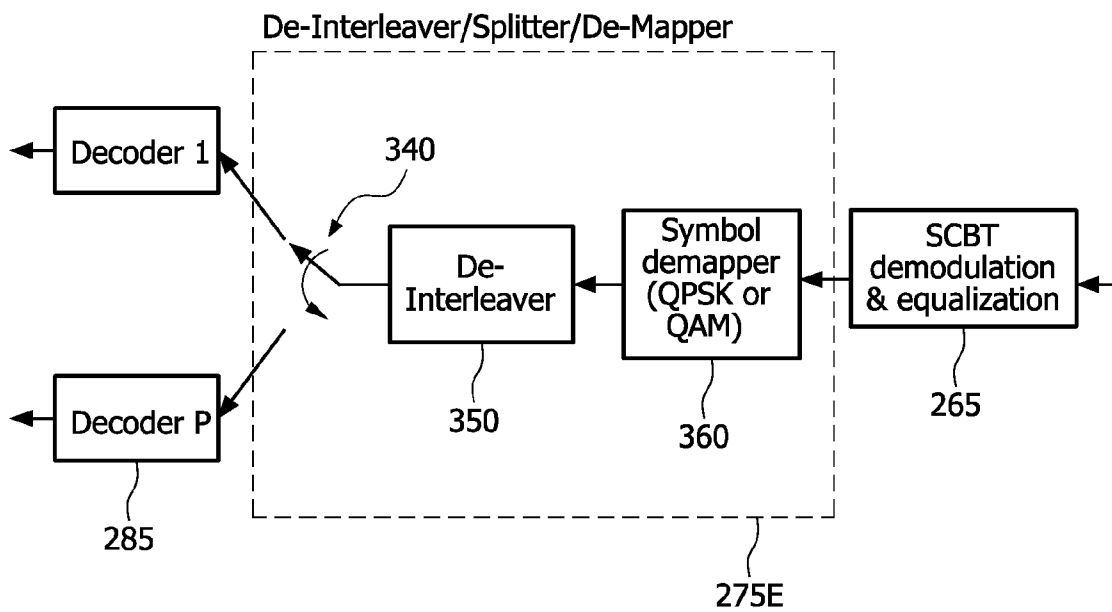 De-Interleaver/Splitter/De-Mapper
Decoder 1
340
De-
Interleaver
Symbol
demapper
(QPSK or
QAM)
SCBT
demodulation
& equalization
350
360
265
Decoder P
285
275E